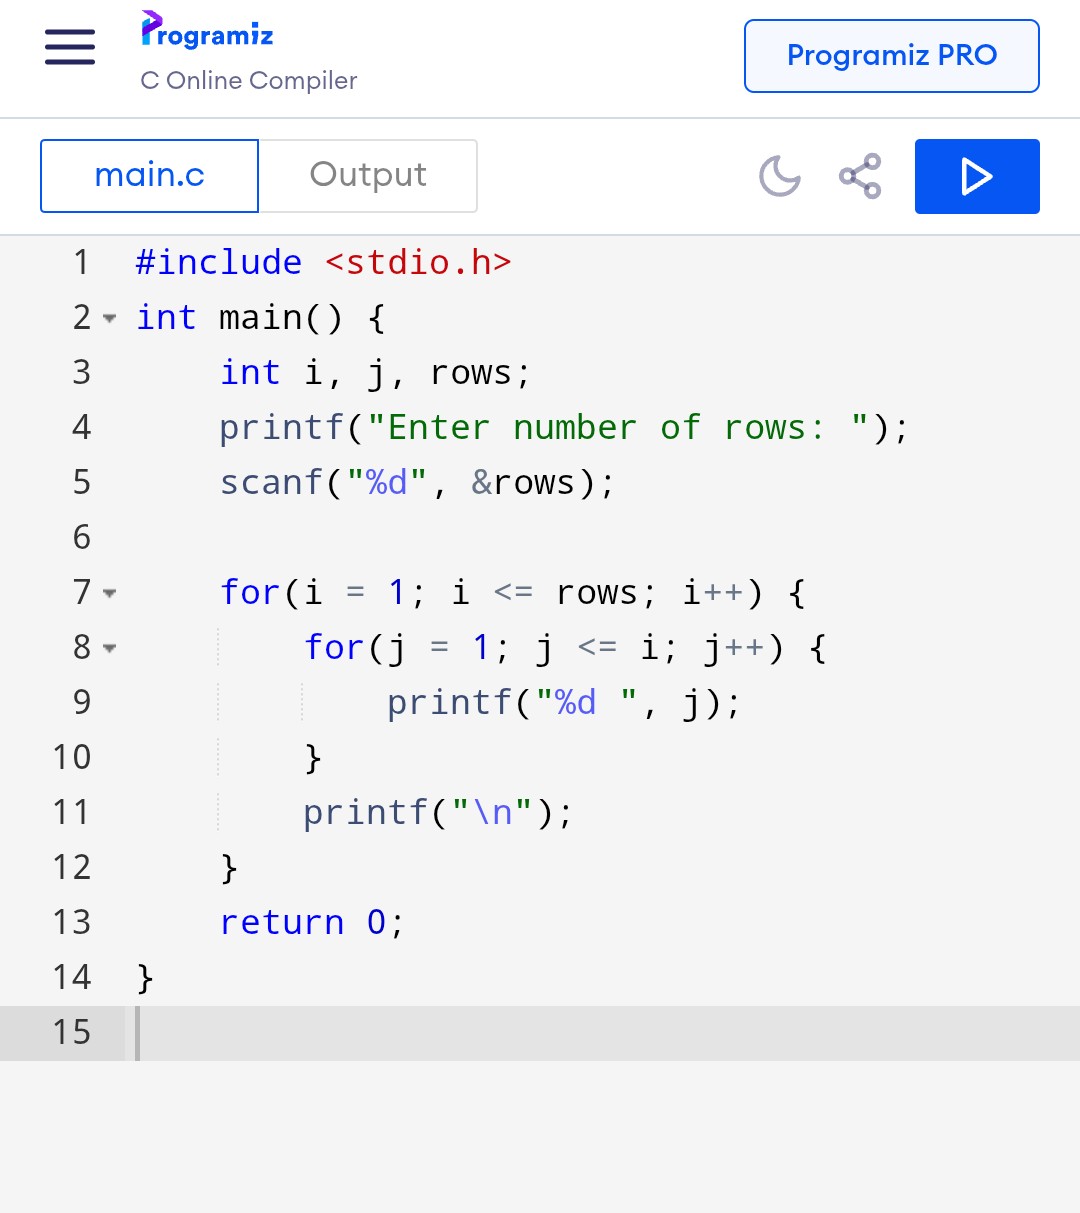 Programiz
C Online Compiler
Programiz PRO
main.c
Output
1 #include <stdio.h>
2 int main() {
3     int i, j, rows;
4     printf("Enter number of rows: ");
5     scanf("%d", &rows);
6
7     for(i = 1; i <= rows; i++) {
8         for(j = 1; j <= i; j++) {
9             printf("%d ", j);
10         }
11         printf("\n");
12     }
13     return 0;
14 }
15